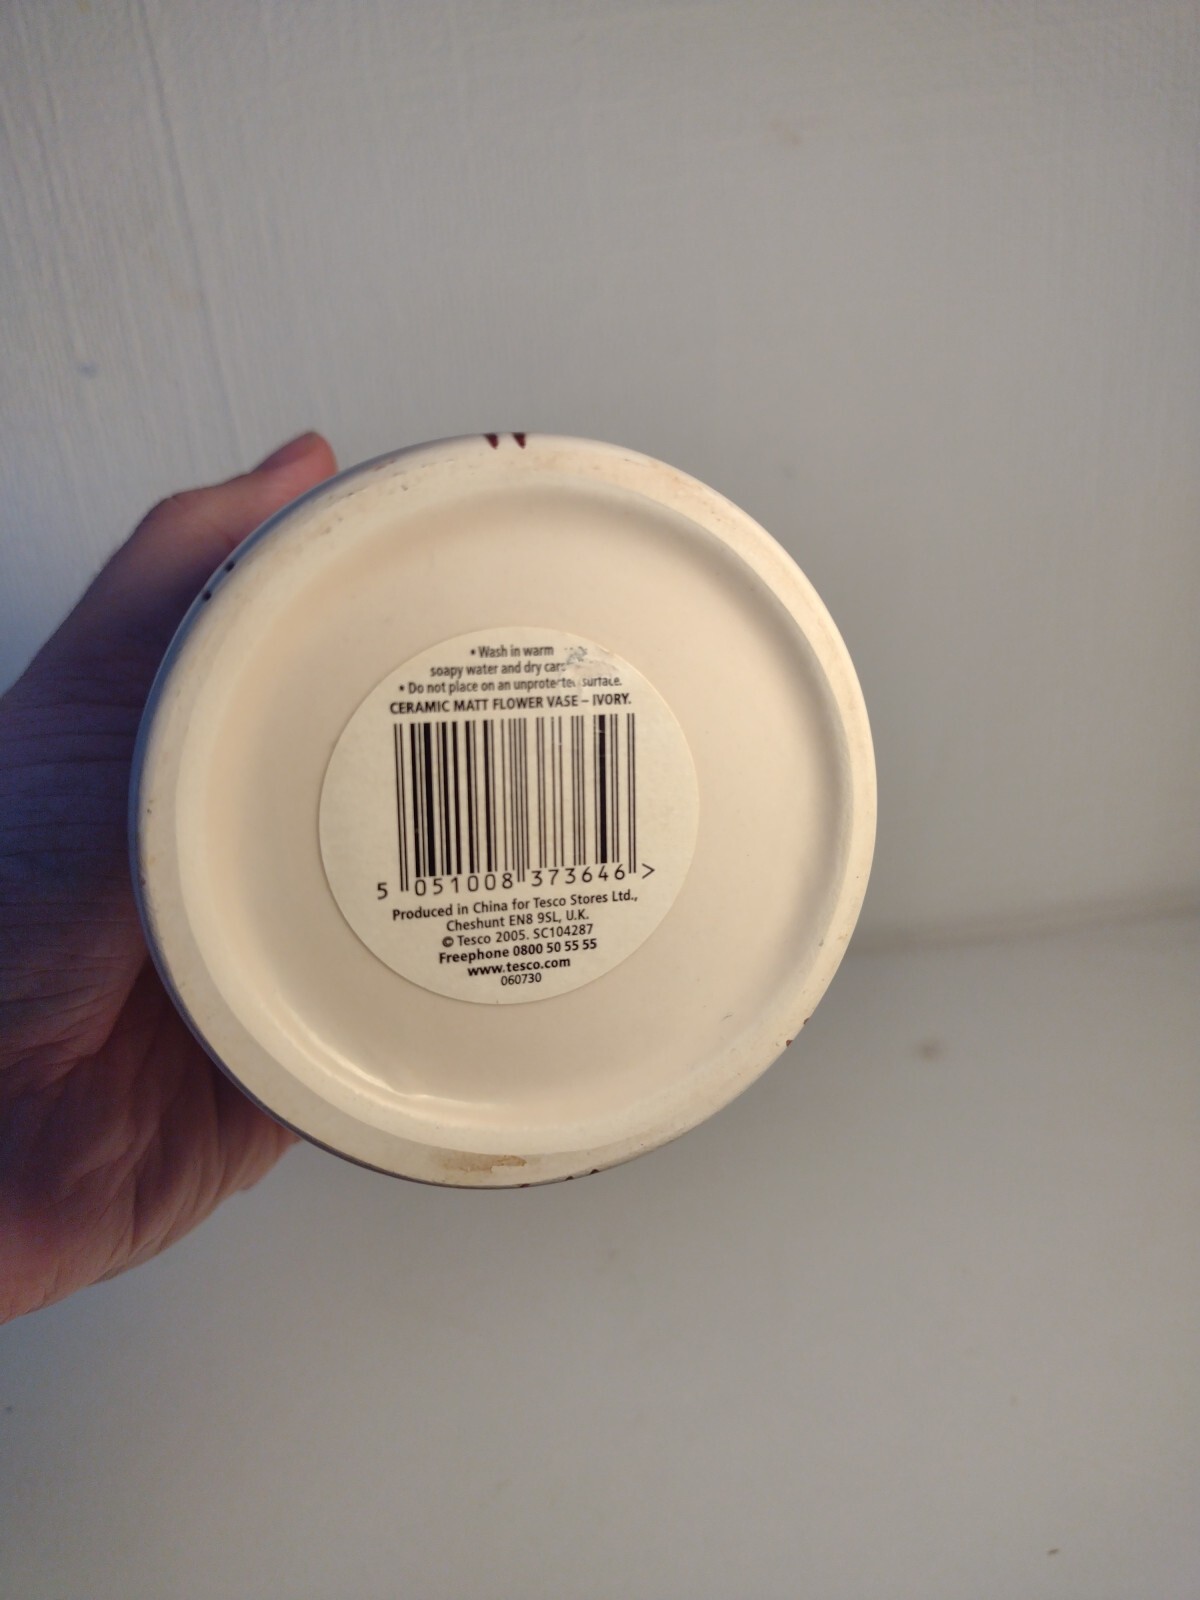 • Wash in warm
soapy water and dry
• Do not place on an unprotected surface.
CERAMIC MATT FLOWER VASE – IVORY.
5 051008 373646 >
Produced in China for Tesco Stores Ltd.,
Cheshunt EN8 9SL, U.K.
© Tesco 2005. SC104287
Freephone 0800 50 55 55
www.tesco.com
060730